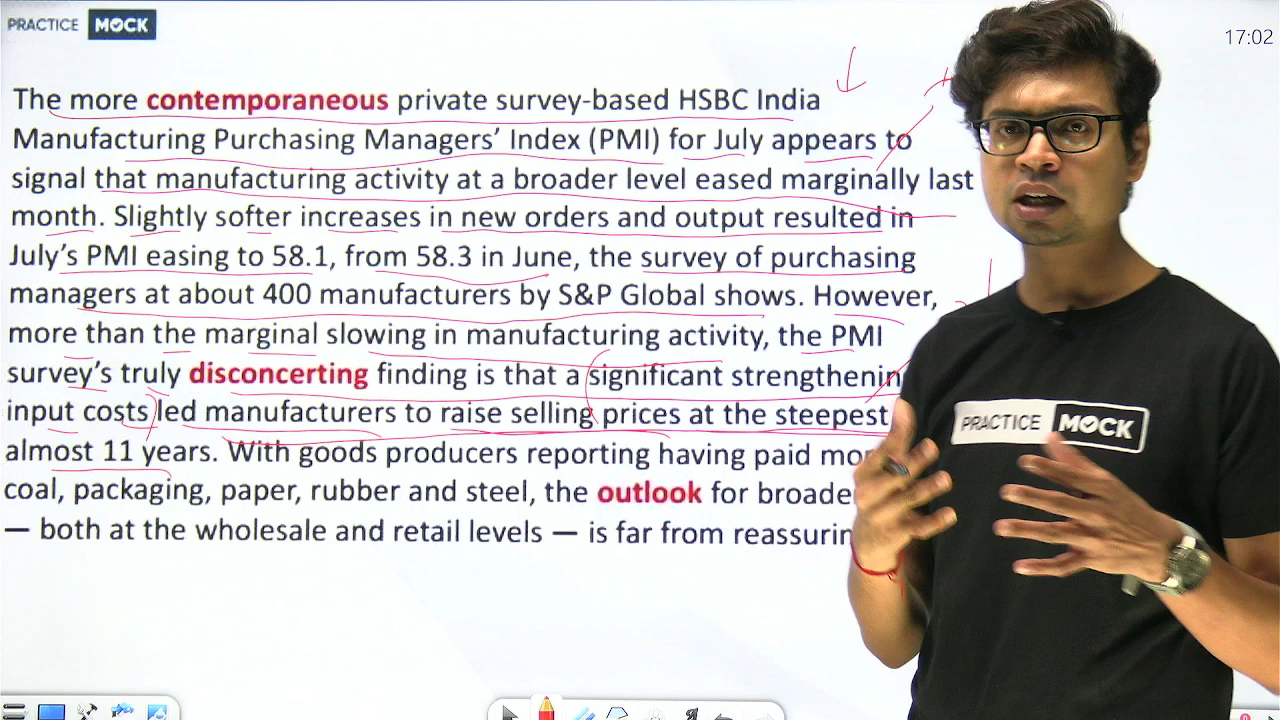 PRACTICE MOCK
17:02
The more contemporaneous private survey-based HSBC India
Manufacturing Purchasing Managers’ Index (PMI) for July appears to
signal that manufacturing activity at a broader level eased marginally last
month. Slightly softer increases in new orders and output resulted in
July’s PMI easing to 58.1, from 58.3 in June, the survey of purchasing
managers at about 400 manufacturers by S&P Global shows. However,
more than the marginal slowing in manufacturing activity, the PMI
survey’s truly disconcerting finding is that a significant
input costs led manufacturers to raise selling prices at the steepest
almost 11 years. With goods producers reporting having paid
coal, packaging, paper, rubber and steel, the outlook for
— both at the wholesale and retail levels — is far from
PRACTICE MOCK